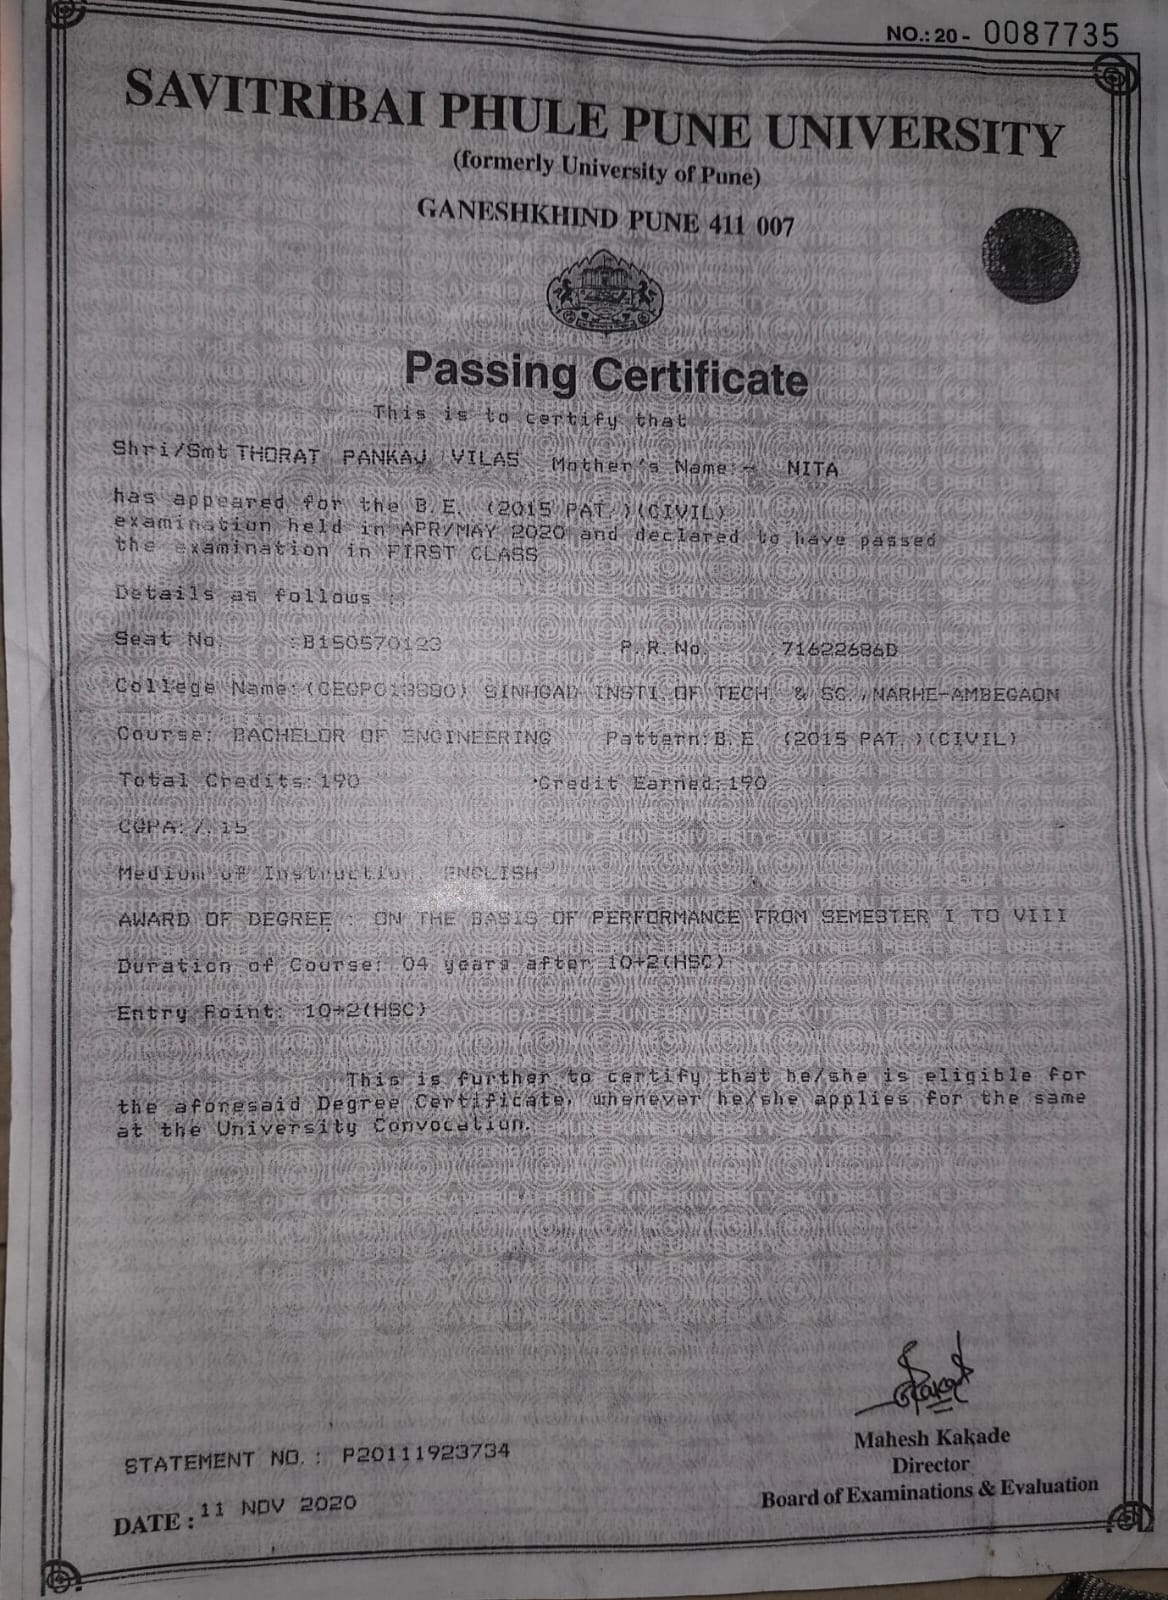 NO.: 20 - 0087735
SAVITRIBAI PHULE PUNE UNIVERSITY
(formerly University of Pune)
GANESHKHIND PUNE 411 007
Passing Certificate
This is to certify that
Shri/Smt THORAT PANKAJ VILAS Mother's Name:- NITA
has appeared for the B.E. (2015 PAT.)(CIVIL)
examination held in APR/MAY 2020 and declared to have passed
the examination in FIRST CLASS
Details as follows :
Seat No. :B150570123 P.R.No. :71622686D
College Name: SINHGAD INSTI.OF TECH. & SC.,NARHE-AMBEGAON
Course: BACHELOR OF ENGINEERING Pattern:B.E. (2015 PAT.)(CIVIL)
Total Credits:190 Credit Earned:190
CGPA:7.15
Medium of Instruction: ENGLISH
AWARD OF DEGREE : ON THE BASIS OF PERFORMANCE FROM SEMESTER I TO VIII
Duration of Course: 04 years after 10+2(HSC)
Entry Point: 10+2(HSC)
This is further to certify that he/she is eligible for
the aforesaid Degree Certificate, whenever he/she applies for the same
at the University Convocation.
Mahesh Kakade
Director
Board of Examinations & Evaluation
STATEMENT NO. : P20111923734
DATE : 11 NOV 2020